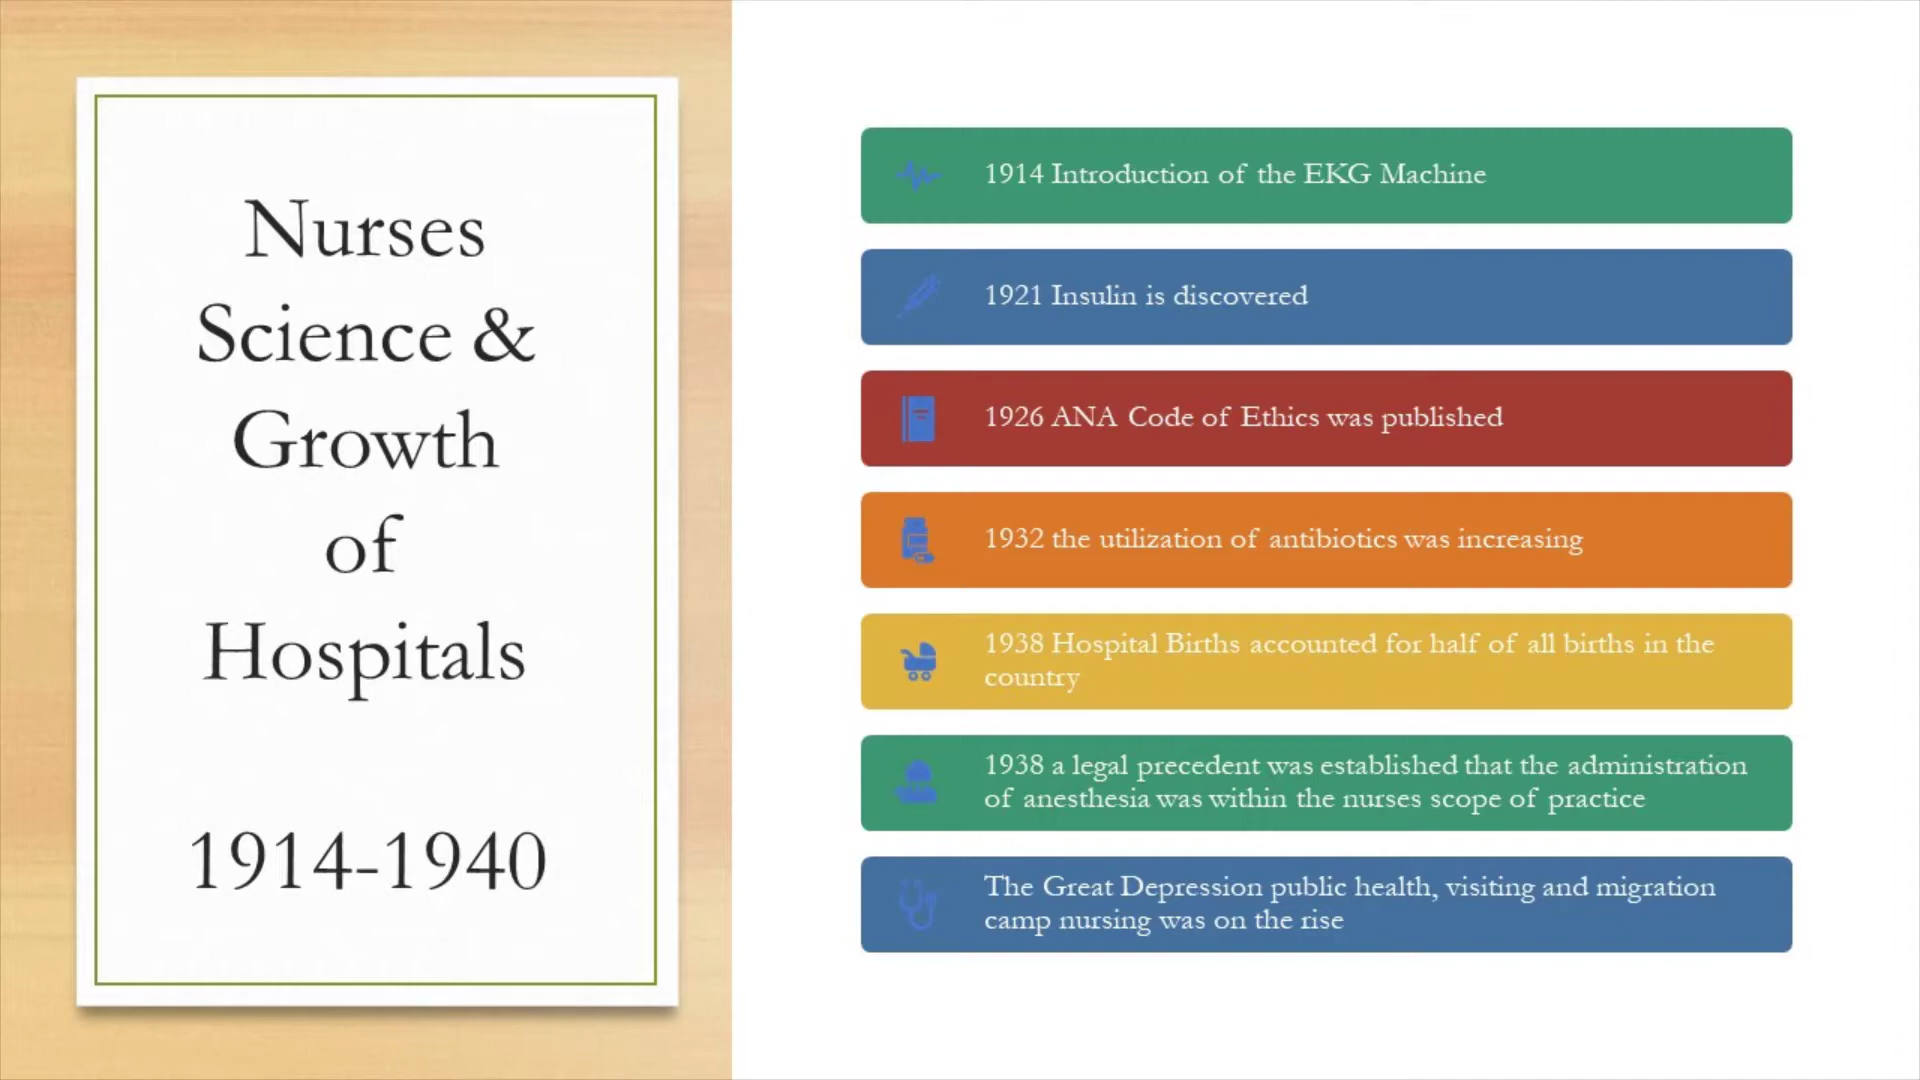 Nurses
Science &
Growth
of
Hospitals
1914-1940
1914 Introduction of the EKG Machine
1921 Insulin is discovered
1926 ANA Code of Ethics was published
1932 the utilization of antibiotics was increasing
1938 Hospital Births accounted for half of all births in the
country
1938 a legal precedent was established that the administration
of anesthesia was within the nurses scope of practice
The Great Depression public health, visiting and migration
camp nursing was on the rise